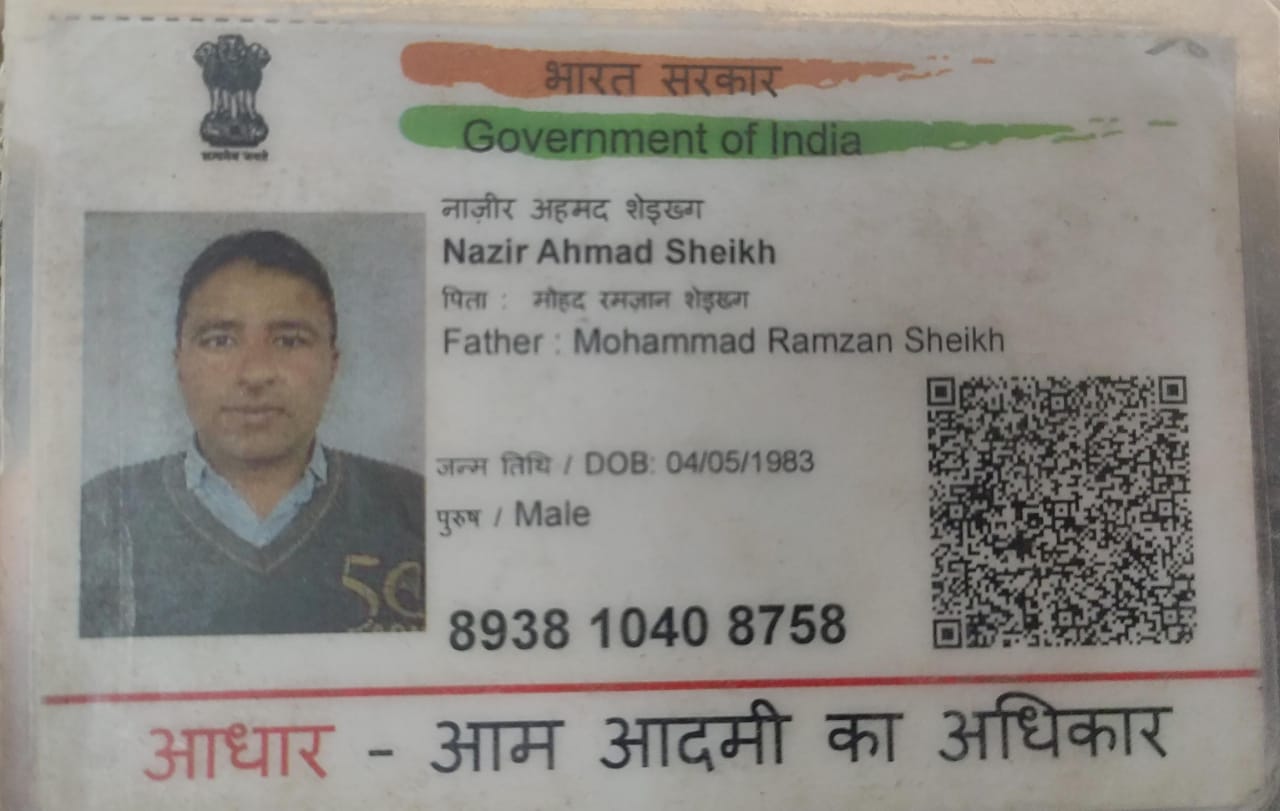 भारत सरकार
Government of India
सत्यमेव जयते
नाज़ीर अहमद शेइख्ग
Nazir Ahmad Sheikh
पिता : मोहद रमज़ान शेइख्ग
Father : Mohammad Ramzan Sheikh
जन्म तिथि / DOB: 04/05/1983
पुरुष / Male
8938 1040 8758
आधार - आम आदमी का अधिकार